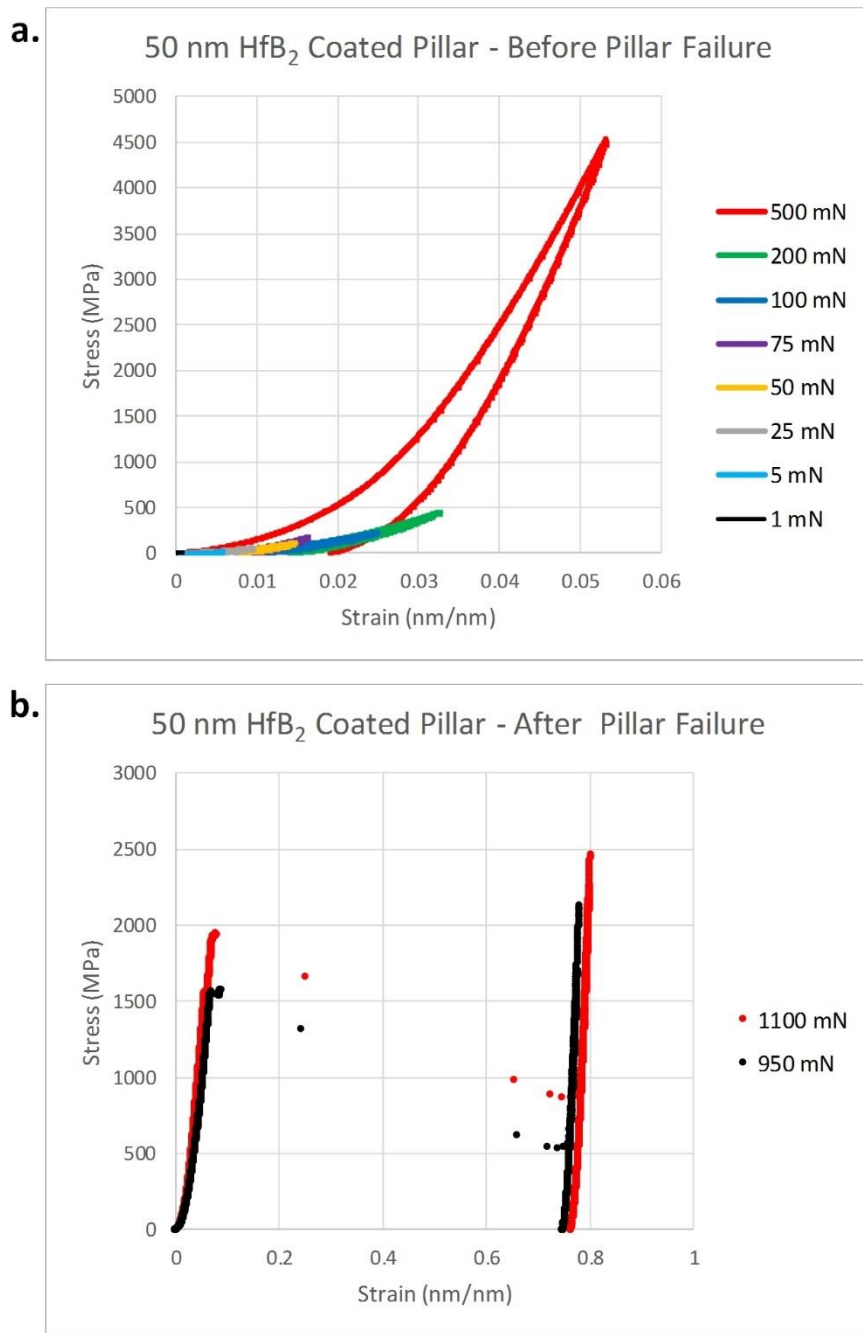 a.
50 nm HfB₂ Coated Pillar - Before Pillar Failure
5000
4500
4000
3500
3000
2500
2000
1500
1000
500
0
Stress (MPa)
0 0.01 0.02 0.03 0.04 0.05 0.06
Strain (nm/nm)
500 mN
200 mN
100 mN
75 mN
50 mN
25 mN
5 mN
1 mN
b.
50 nm HfB₂ Coated Pillar - After Pillar Failure
3000
2500
2000
1500
1000
500
0
Stress (MPa)
0 0.2 0.4 0.6 0.8 1
Strain (nm/nm)
1100 mN
950 mN